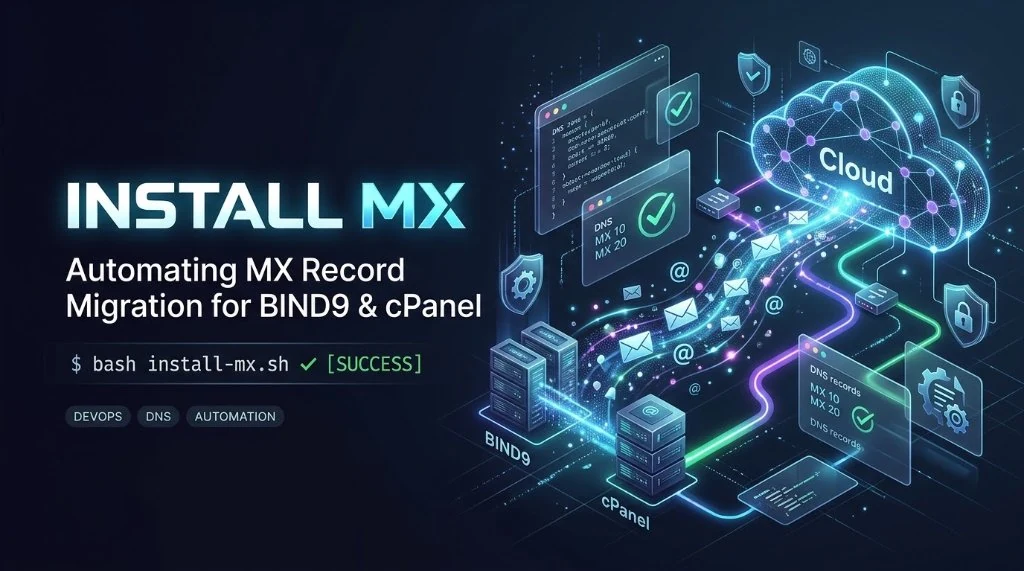 INSTALL MX
Automating MX Record
Migration for BIND9 & cPanel
$ bash install-mx.sh ✓ [SUCCESS]
DEVOPS
DNS
AUTOMATION
DNS
MX 10
MX 20
Cloud
@
@
@
@
BIND9
cPanel
DNS records
MX 10
MX 20
DNS records